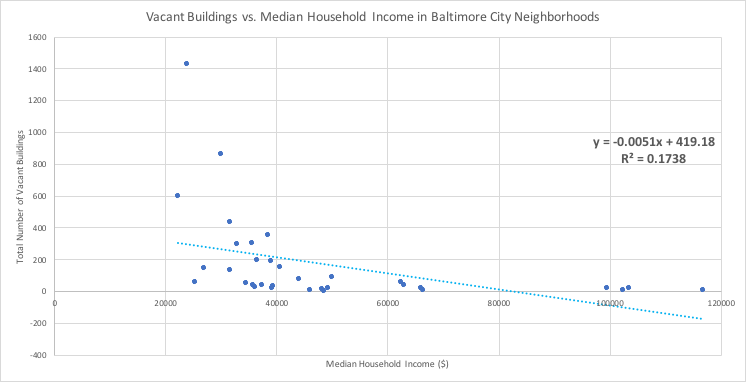 Vacant Buildings vs. Median Household Income in Baltimore City Neighborhoods
1600
1400
1200
1000
800
600
400
200
0
-200
-400
Total Number of Vacant Buildings
y = -0.0051x + 419.18
R² = 0.1738
0 20000 40000 60000 80000 100000 120000
Median Household Income ($)